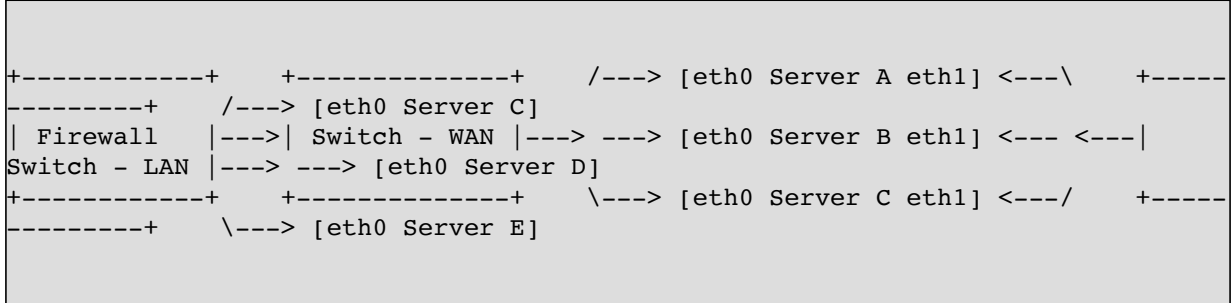 +------------+    +--------------+    /---> [eth0 Server A eth1] <---\    +-----
---------+    /---> [eth0 Server C]
| Firewall   |--->| Switch - WAN |---> ---> [eth0 Server B eth1] <--- <---|
Switch - LAN |---> ---> [eth0 Server D]
+------------+    +--------------+    \---> [eth0 Server C eth1] <---/    +-----
---------+    \---> [eth0 Server E]